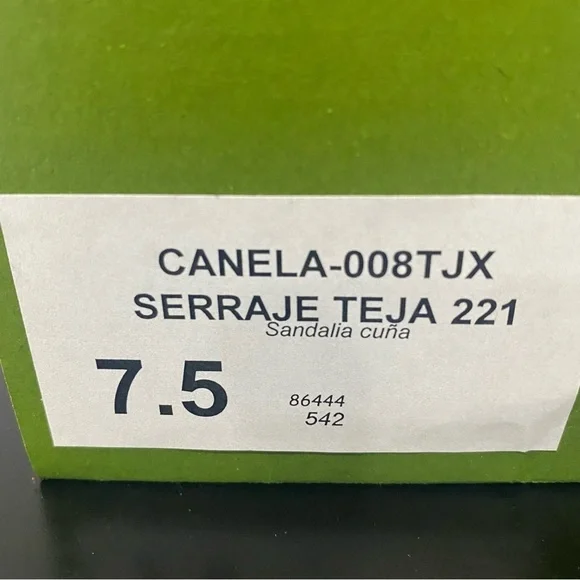 CANELA-008TJX
SERRAJE TEJA 221
Sandalia cuña
7.5
86444
542